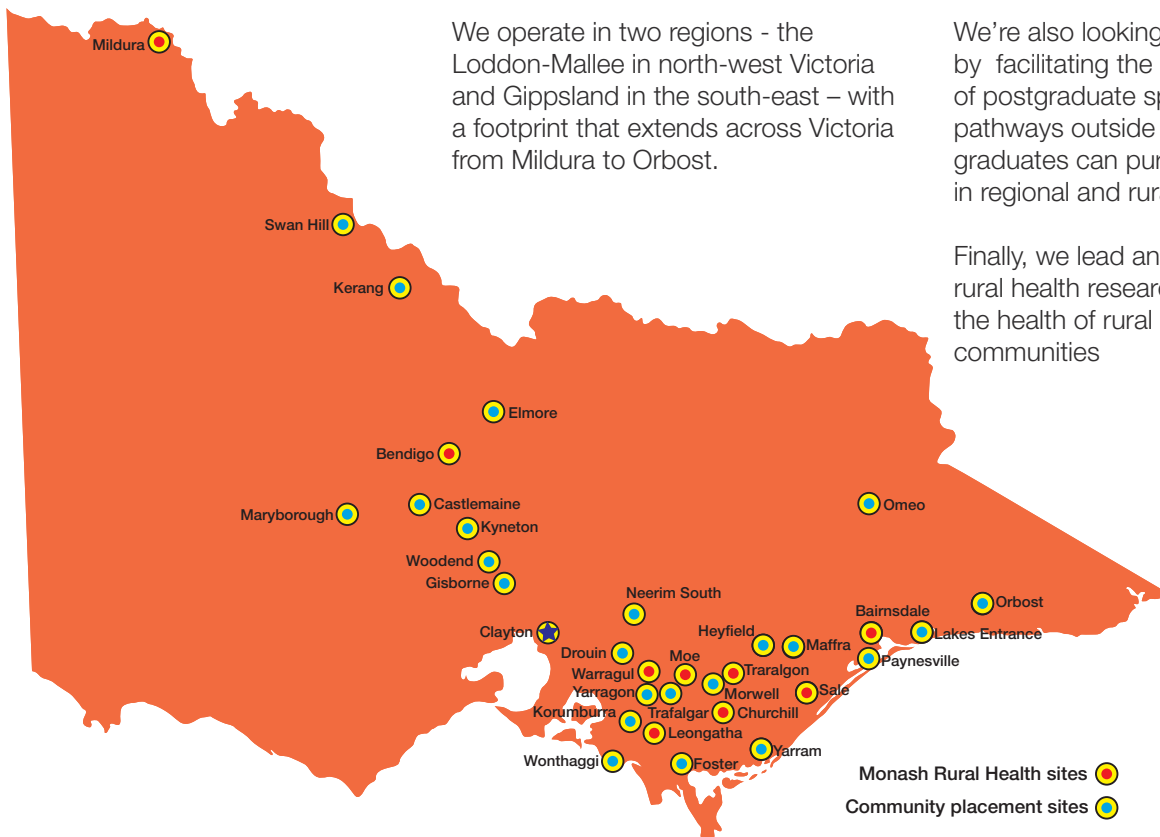 We operate in two regions - the
Loddon-Mallee in north-west Victoria
and Gippsland in the south-east – with
a footprint that extends across Victoria
from Mildura to Orbost.
We’re also looking
by facilitating the
of postgraduate sp
pathways outside
graduates can pur
in regional and rura
Finally, we lead an
rural health resear
the health of rural
communities
Mildura
Swan Hill
Kerang
Elmore
Bendigo
Castlemaine
Maryborough
Kyneton
Woodend
Gisborne
Omeo
Neerim South
Orbost
Bairnsdale
Clayton
Heyfield
Lakes Entrance
Drouin
Moe
Maffra
Paynesville
Warragul
Traralgon
Yarragon
Morwell
Sale
Korumburra
Trafalgar
Churchill
Leongatha
Yarram
Wonthaggi
Foster
Monash Rural Health sites
Community placement sites